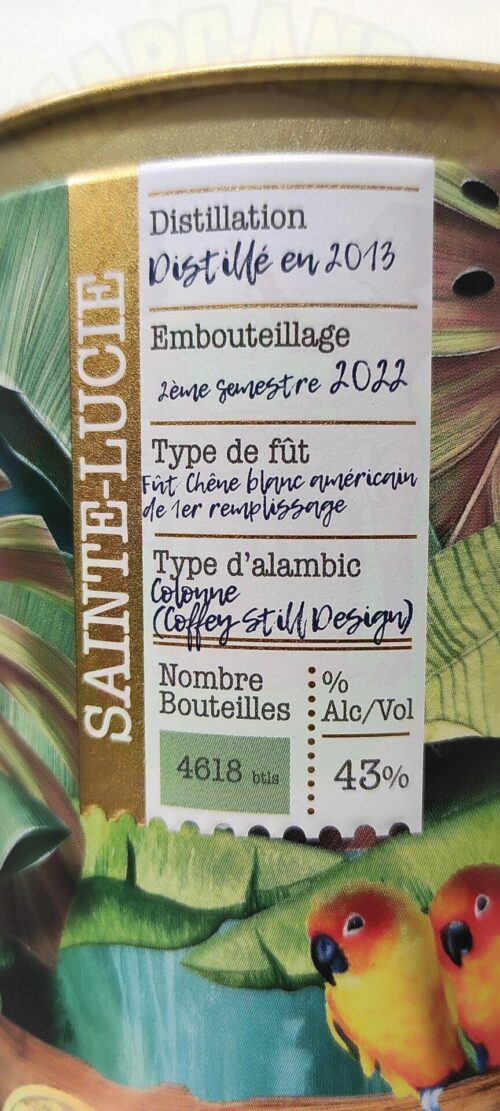 SAINTE-LUCIE
Distillation
Distillé en 2013
Embouteillage
2ème semestre 2022
Type de fût
Fût Chêne blanc américain
de 1er remplissage
Type d'alambic
Colonne
(Coffey Still Design)
Nombre
Bouteilles
4618 btls
%
Alc/Vol
43%